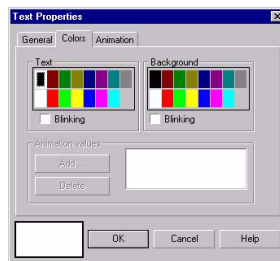 Text Properties
General Colors Animation
Text Background
Blinking Blinking
Animation values
Add ...
Delete
OK Cancel Help